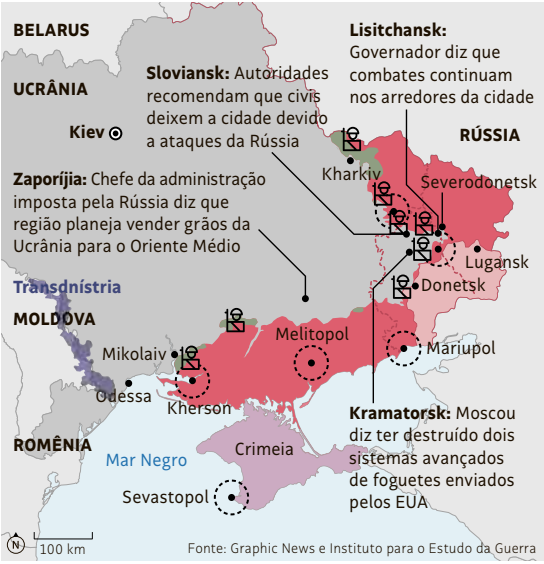 BELARUS
UCRÂNIA
Kiev
Lisitchansk:
Governador diz que
combates continuam
nos arredores da cidade
Sloviansk: Autoridades
recomendam que civis
deixem a cidade devido
a ataques da Rússia
RÚSSIA
Kharkiv
Severodonetsk
Zaporíjia: Chefe da administração
imposta pela Rússia diz que
região planeja vender grãos da
Ucrânia para o Oriente Médio
Lugansk
Donetsk
Transdnístria
MOLDOVA
Melitopol
Mikolaiv
Mariupol
Odessa
Kherson
Kramatorsk: Moscou
diz ter destruído dois
sistemas avançados
de foguetes enviados
pelos EUA
ROMÊNIA
Mar Negro
Crimeia
Sevastopol
N
100 km
Fonte: Graphic News e Instituto para o Estudo da Guerra